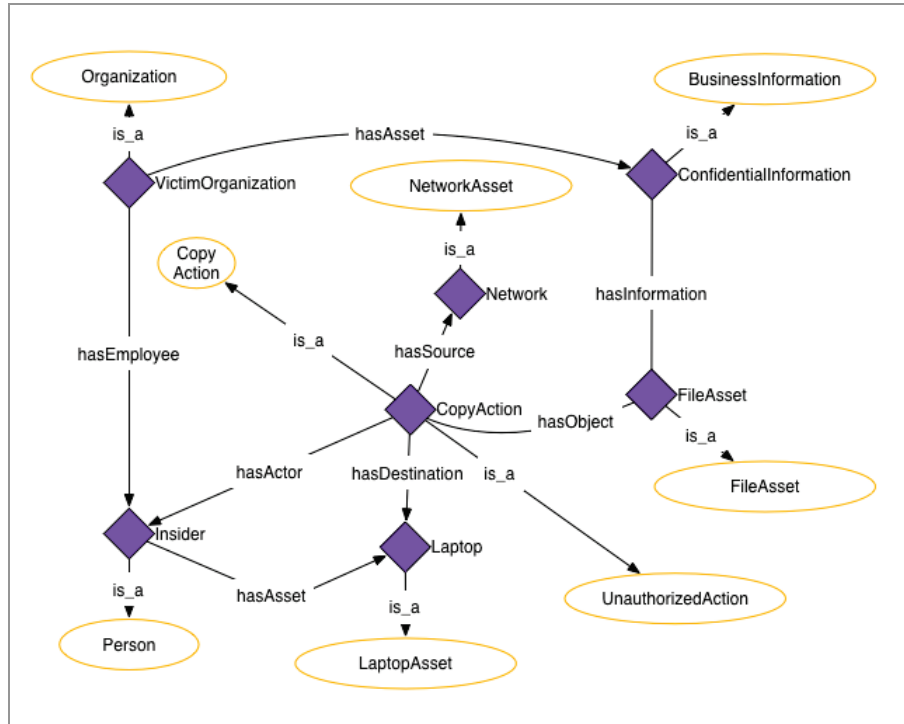 Organization
BusinessInformation
is_a
hasAsset
is_a
VictimOrganization
NetworkAsset
ConfidentialInformation
Copy
Action
is_a
Network
hasInformation
is_a
hasSource
hasEmployee
CopyAction
FileAsset
hasObject
is_a
hasActor
hasDestination
is_a
FileAsset
Insider
Laptop
is_a
hasAsset
is_a
UnauthorizedAction
Person
LaptopAsset